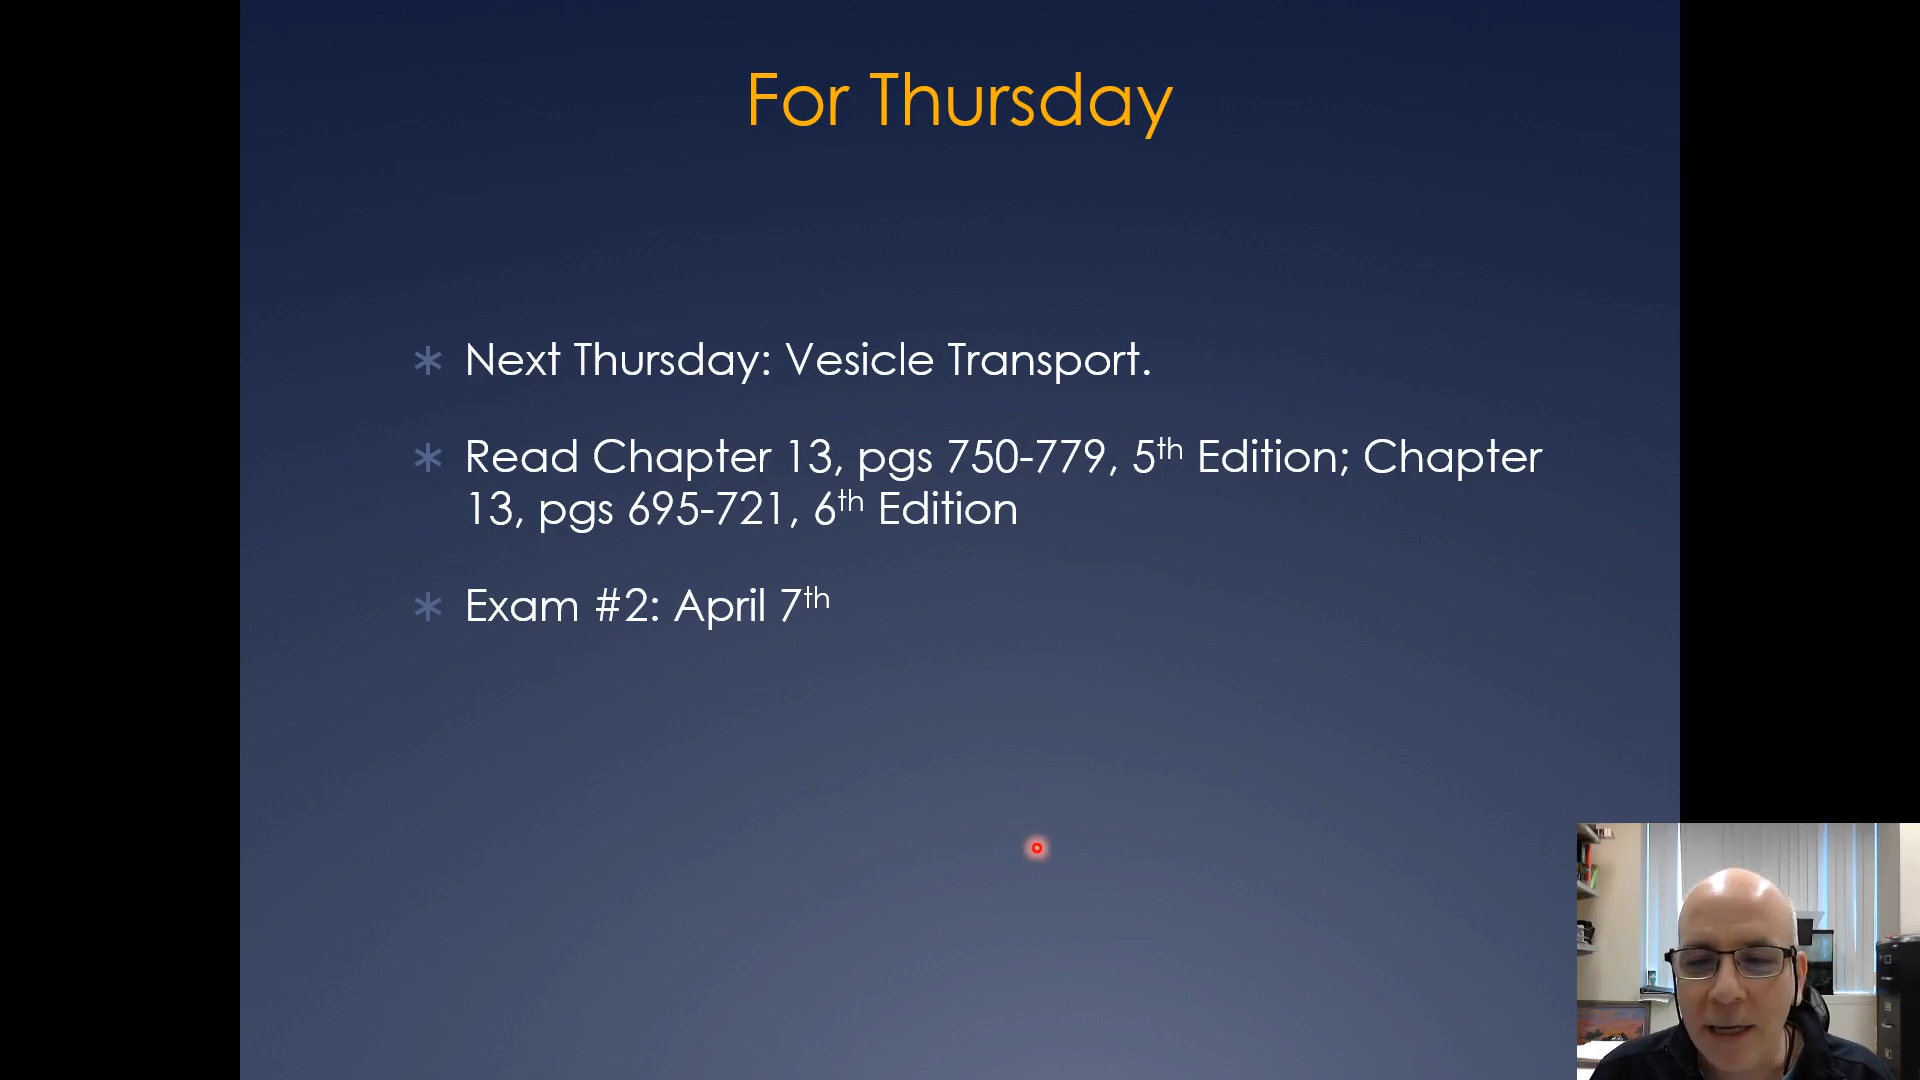 For Thursday
Next Thursday: Vesicle Transport.
Read Chapter 13, pgs 750-779, 5th Edition; Chapter
13, pgs 695-721, 6th Edition
Exam #2: April 7th